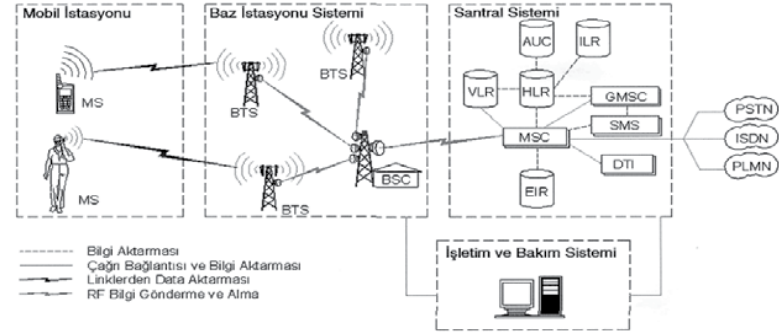 Mobil İstasyonu
Baz İstasyonu Sistemi
Santral Sistemi
AUC
ILR
BTS
MS
BTS
VLR
HLR
GMSC
SMS
MSC
PSTN
ISDN
PLMN
DTI
BSC
EIR
MS
BTS
Bilgi Aktarması
Çağrı Bağlantısı ve Bilgi Aktarması
Linklerden Data Aktarması
RF Bilgi Gönderme ve Alma
İşletim ve Bakım Sistemi